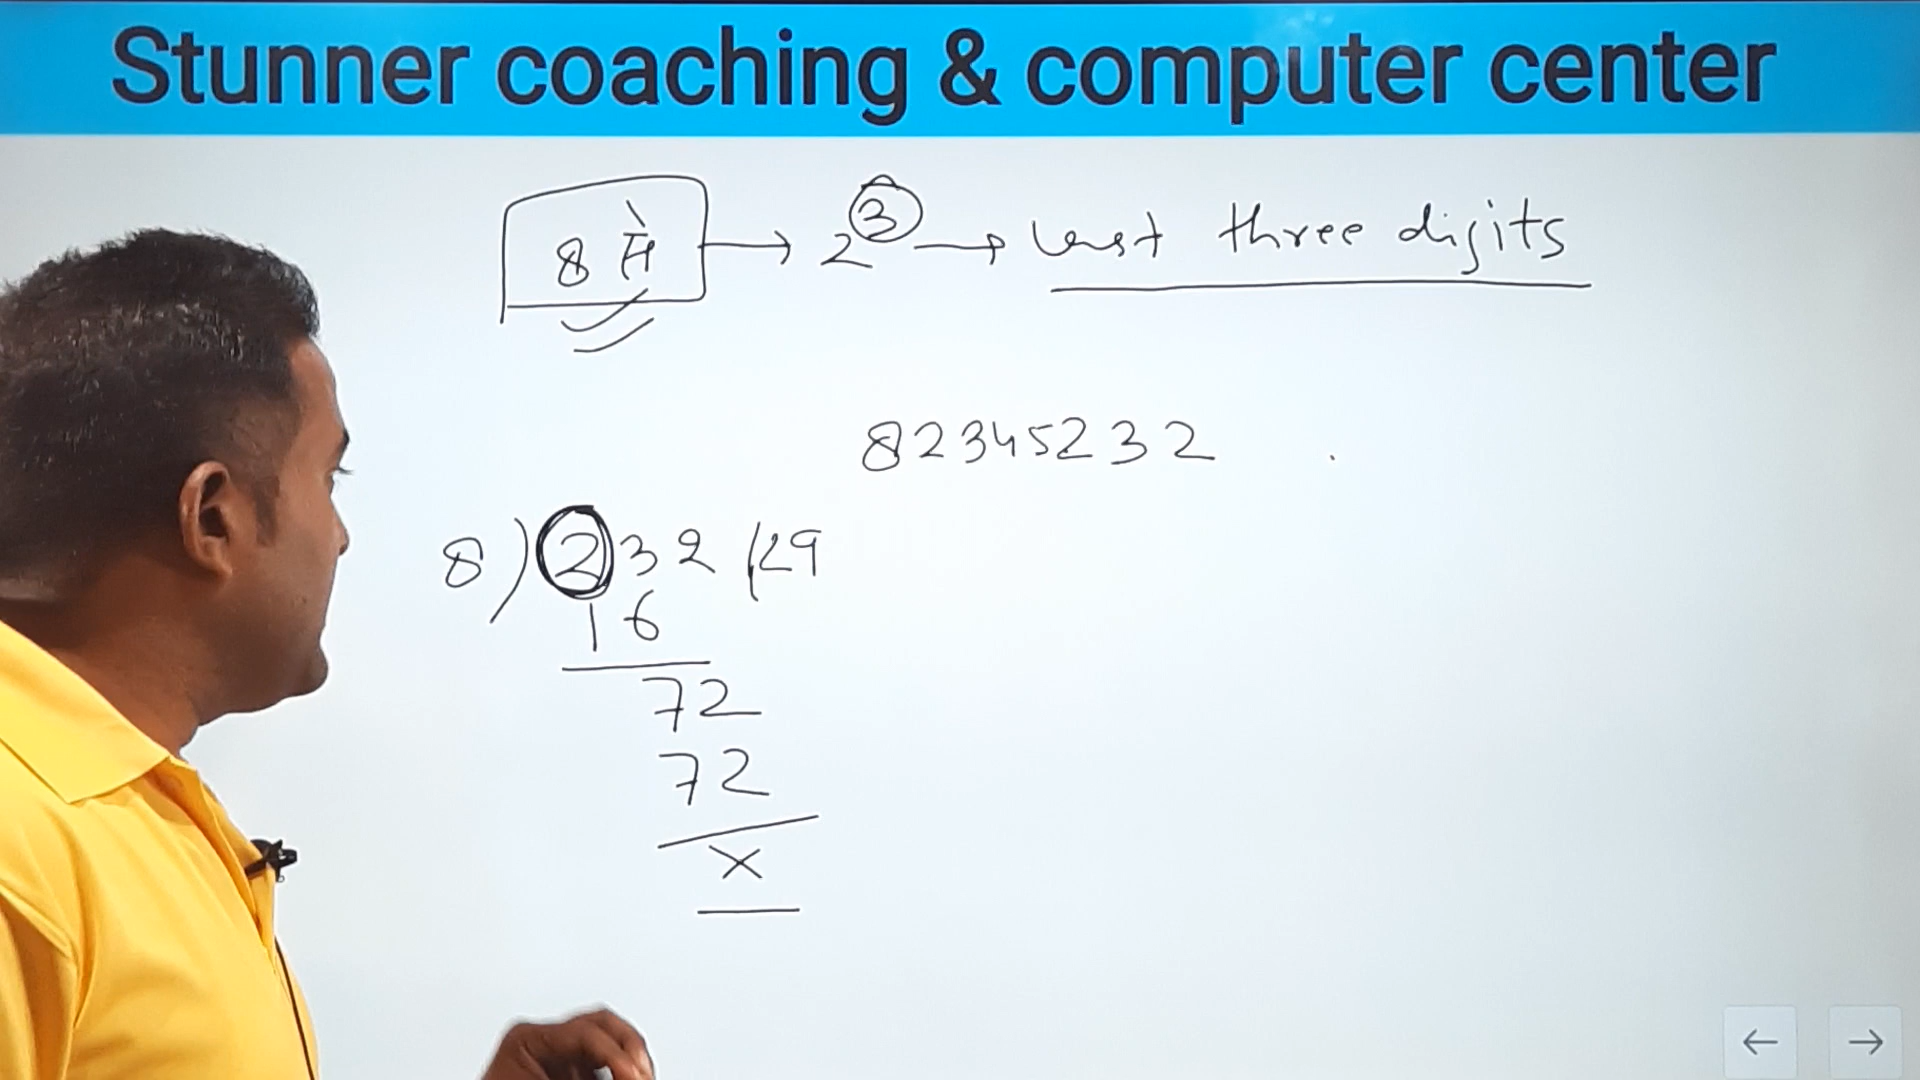 Stunner coaching & computer center
8 से → 2³ → last three digits
82345232
8 ) 232 ( 29
16
72
72
×